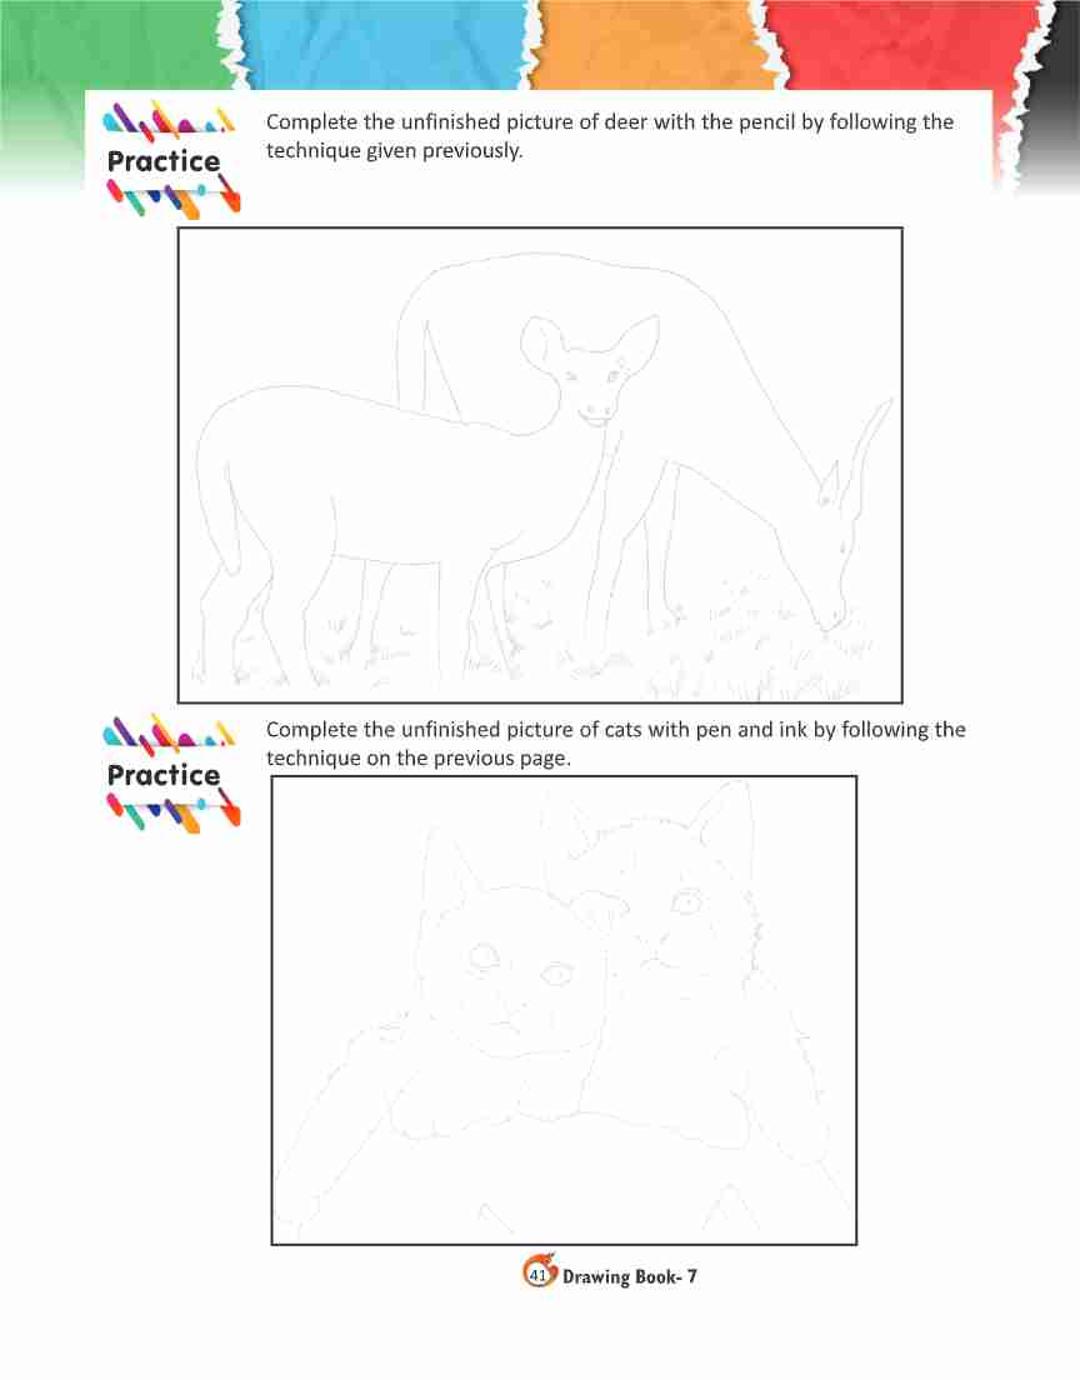 Practice
Complete the unfinished picture of deer with the pencil by following the
technique given previously.
Practice
Complete the unfinished picture of cats with pen and ink by following the
technique on the previous page.
41 Drawing Book- 7